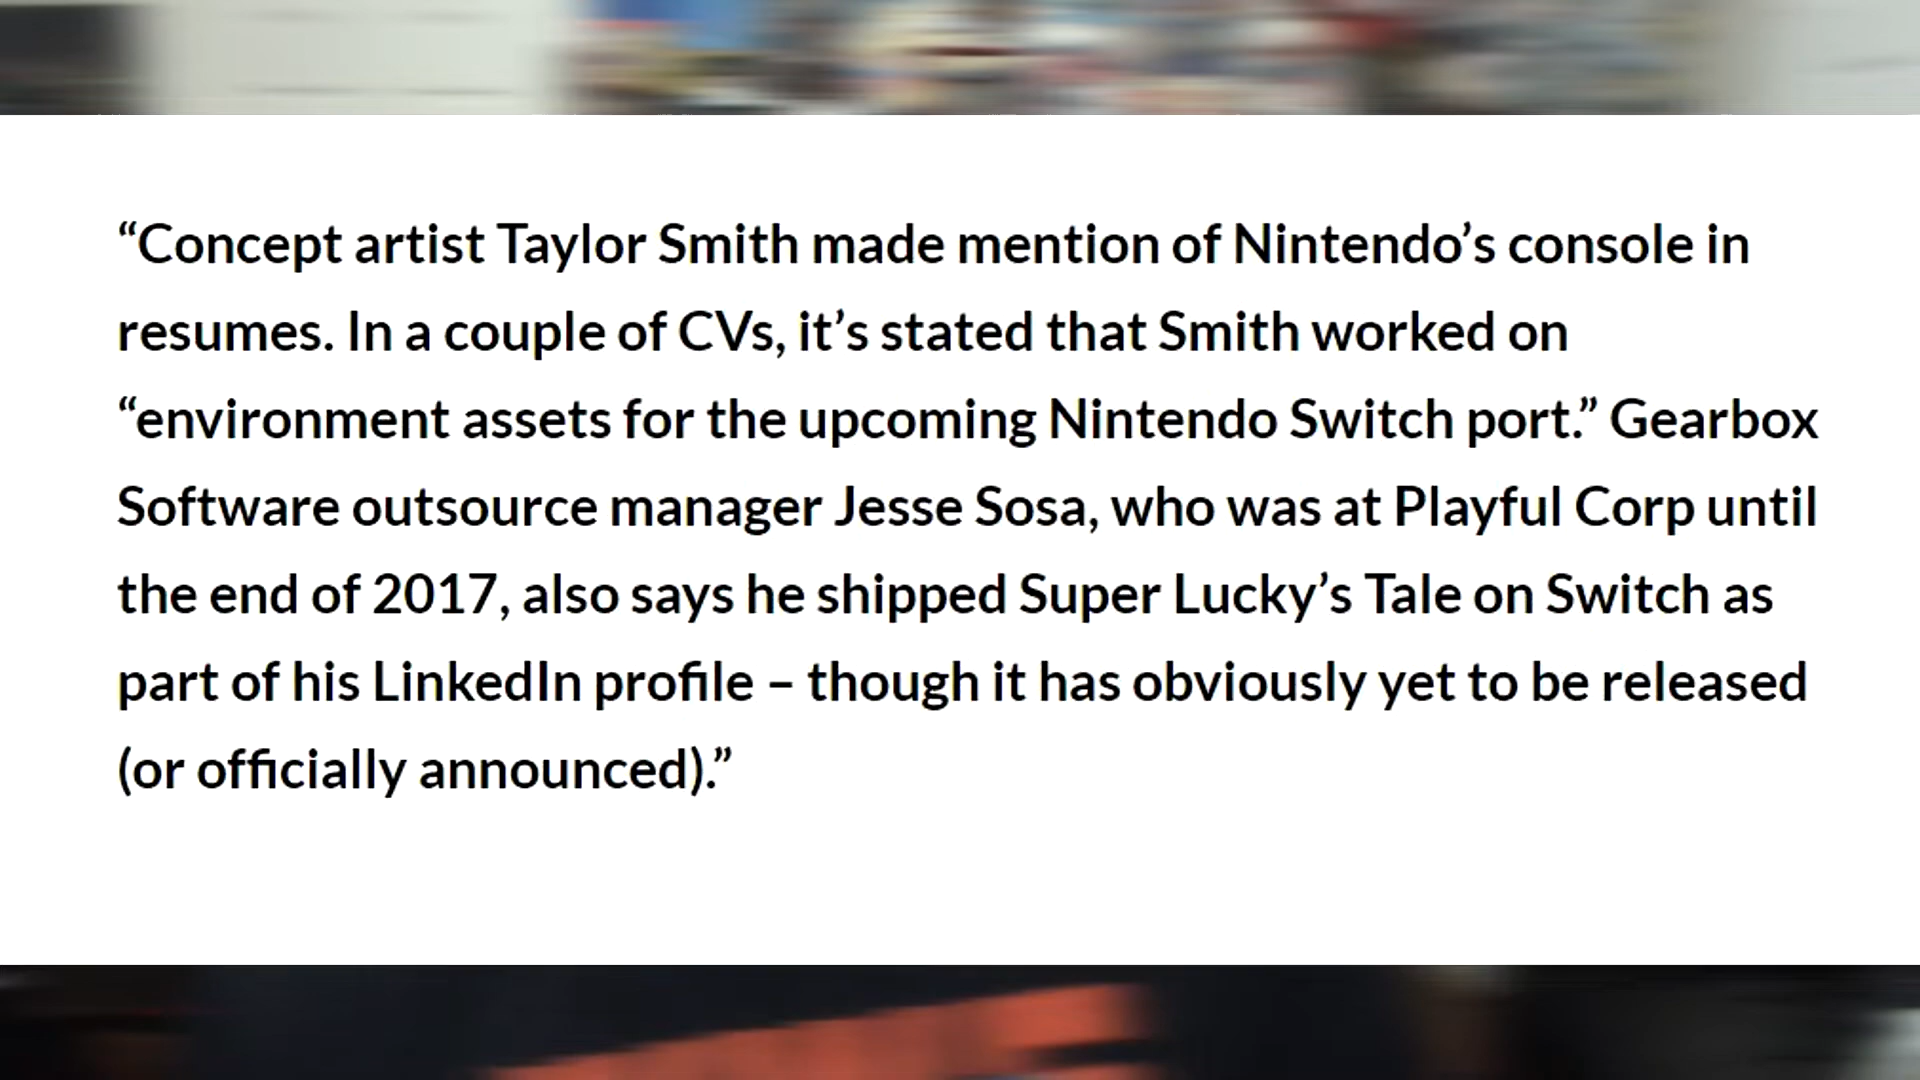 “Concept artist Taylor Smith made mention of Nintendo’s console in
resumes. In a couple of CVs, it’s stated that Smith worked on
“environment assets for the upcoming Nintendo Switch port.” Gearbox
Software outsource manager Jesse Sosa, who was at Playful Corp until
the end of 2017, also says he shipped Super Lucky’s Tale on Switch as
part of his LinkedIn profile – though it has obviously yet to be released
(or officially announced).”